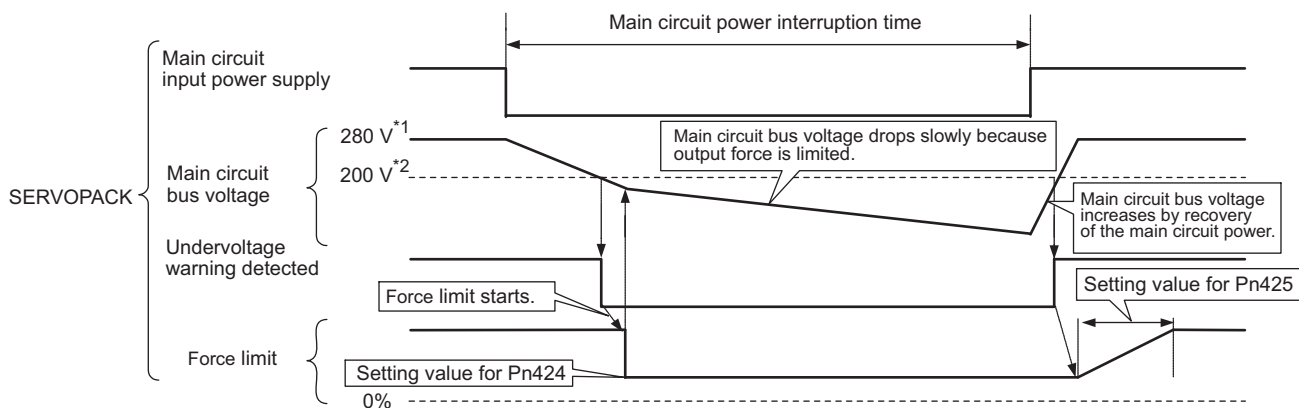 Main circuit power interruption time
Main circuit
input power supply
280 V*1
Main circuit bus voltage drops slowly because
output force is limited.
200 V*2
Main circuit
bus voltage
SERVOPACK
Main circuit bus voltage
increases by recovery
of the main circuit power.
Undervoltage
warning detected
Force limit starts.
Setting value for Pn425
Force limit
Setting value for Pn424
0%